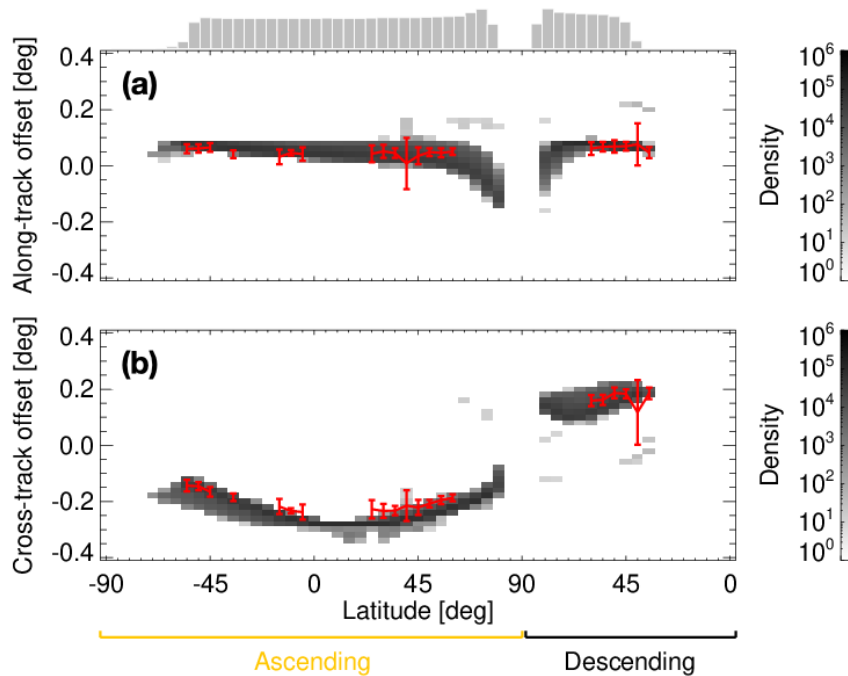 (a)
Along-track offset [deg]
0.4
0.2
0.0
-0.2
-0.4
Density
10^6
10^5
10^4
10^3
10^2
10^1
10^0
(b)
Cross-track offset [deg]
0.4
0.2
0.0
-0.2
-0.4
Density
10^6
10^5
10^4
10^3
10^2
10^1
10^0
-90 -45 0 45 90 45 0
Latitude [deg]
Ascending Descending